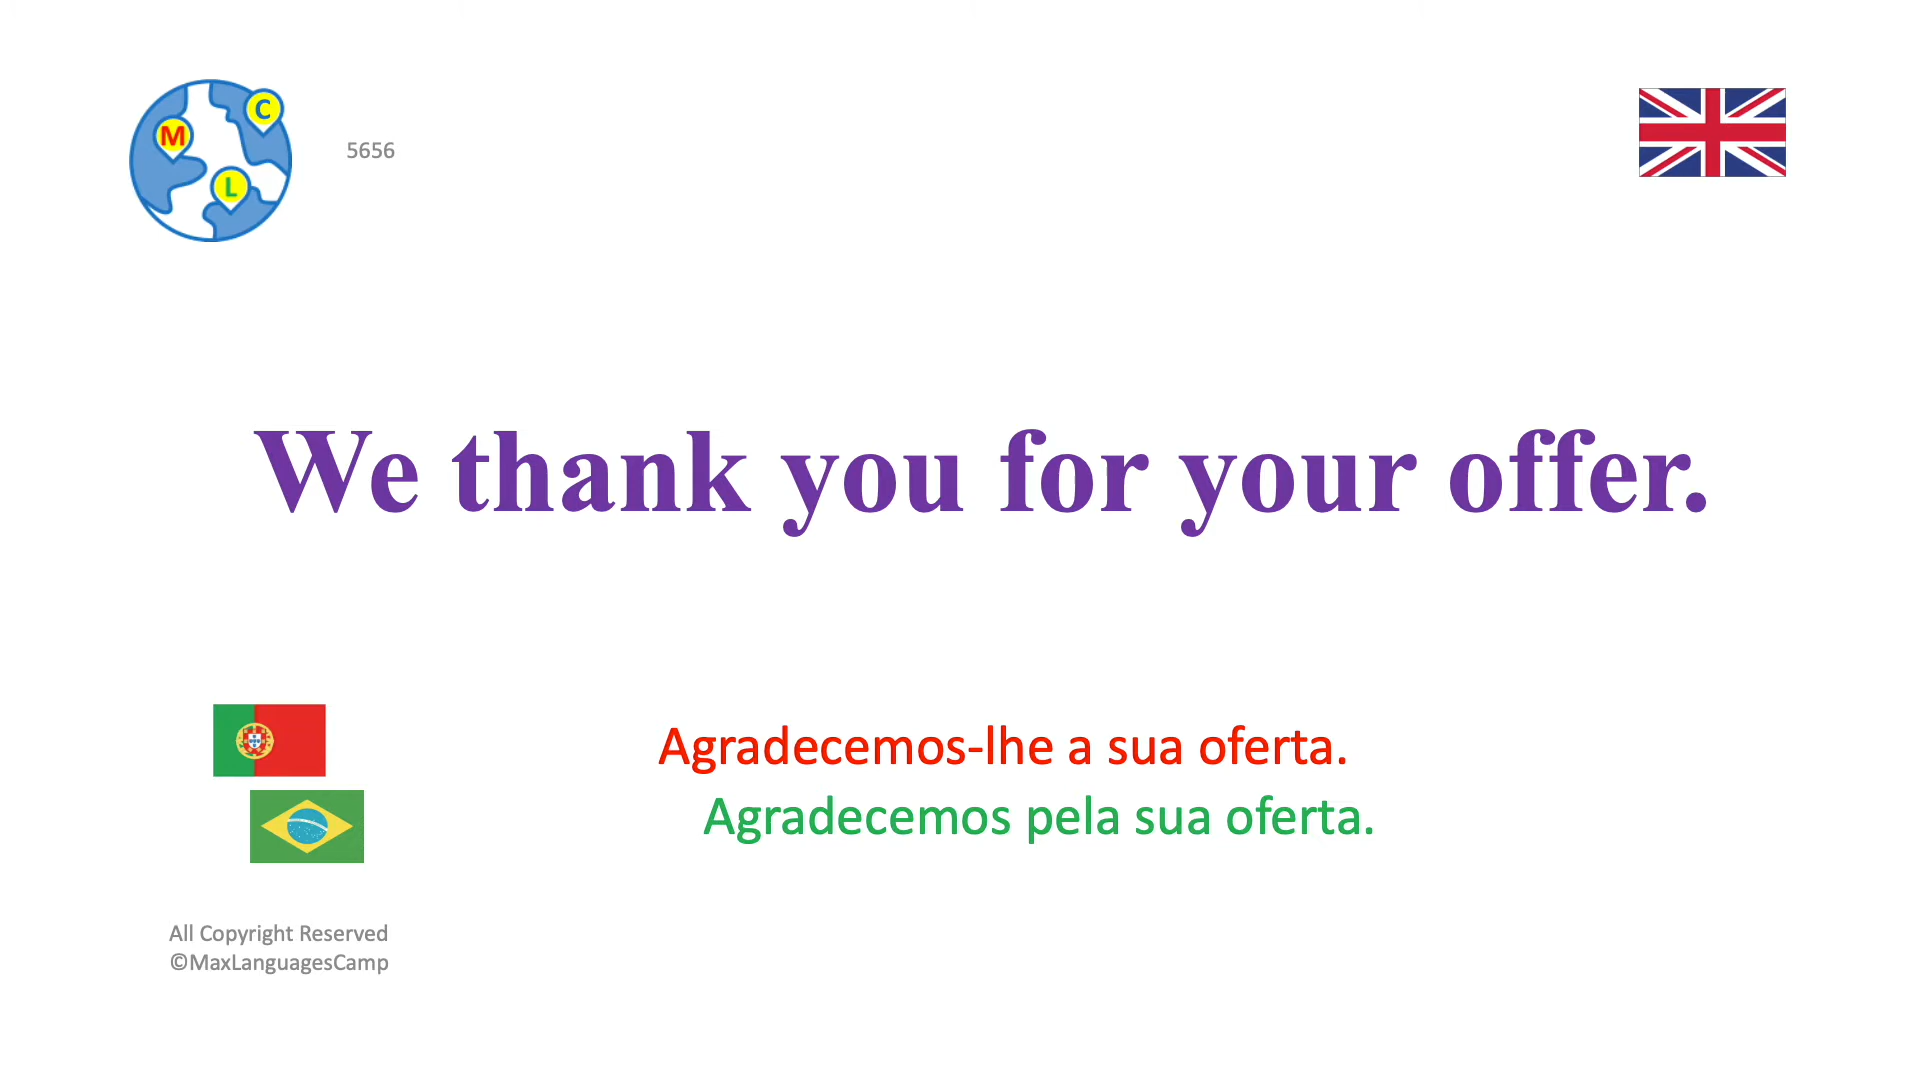 C
M
L
5656
We thank you for your offer.
Agradecemos-lhe a sua oferta.
Agradecemos pela sua oferta.
All Copyright Reserved
©MaxLanguagesCamp